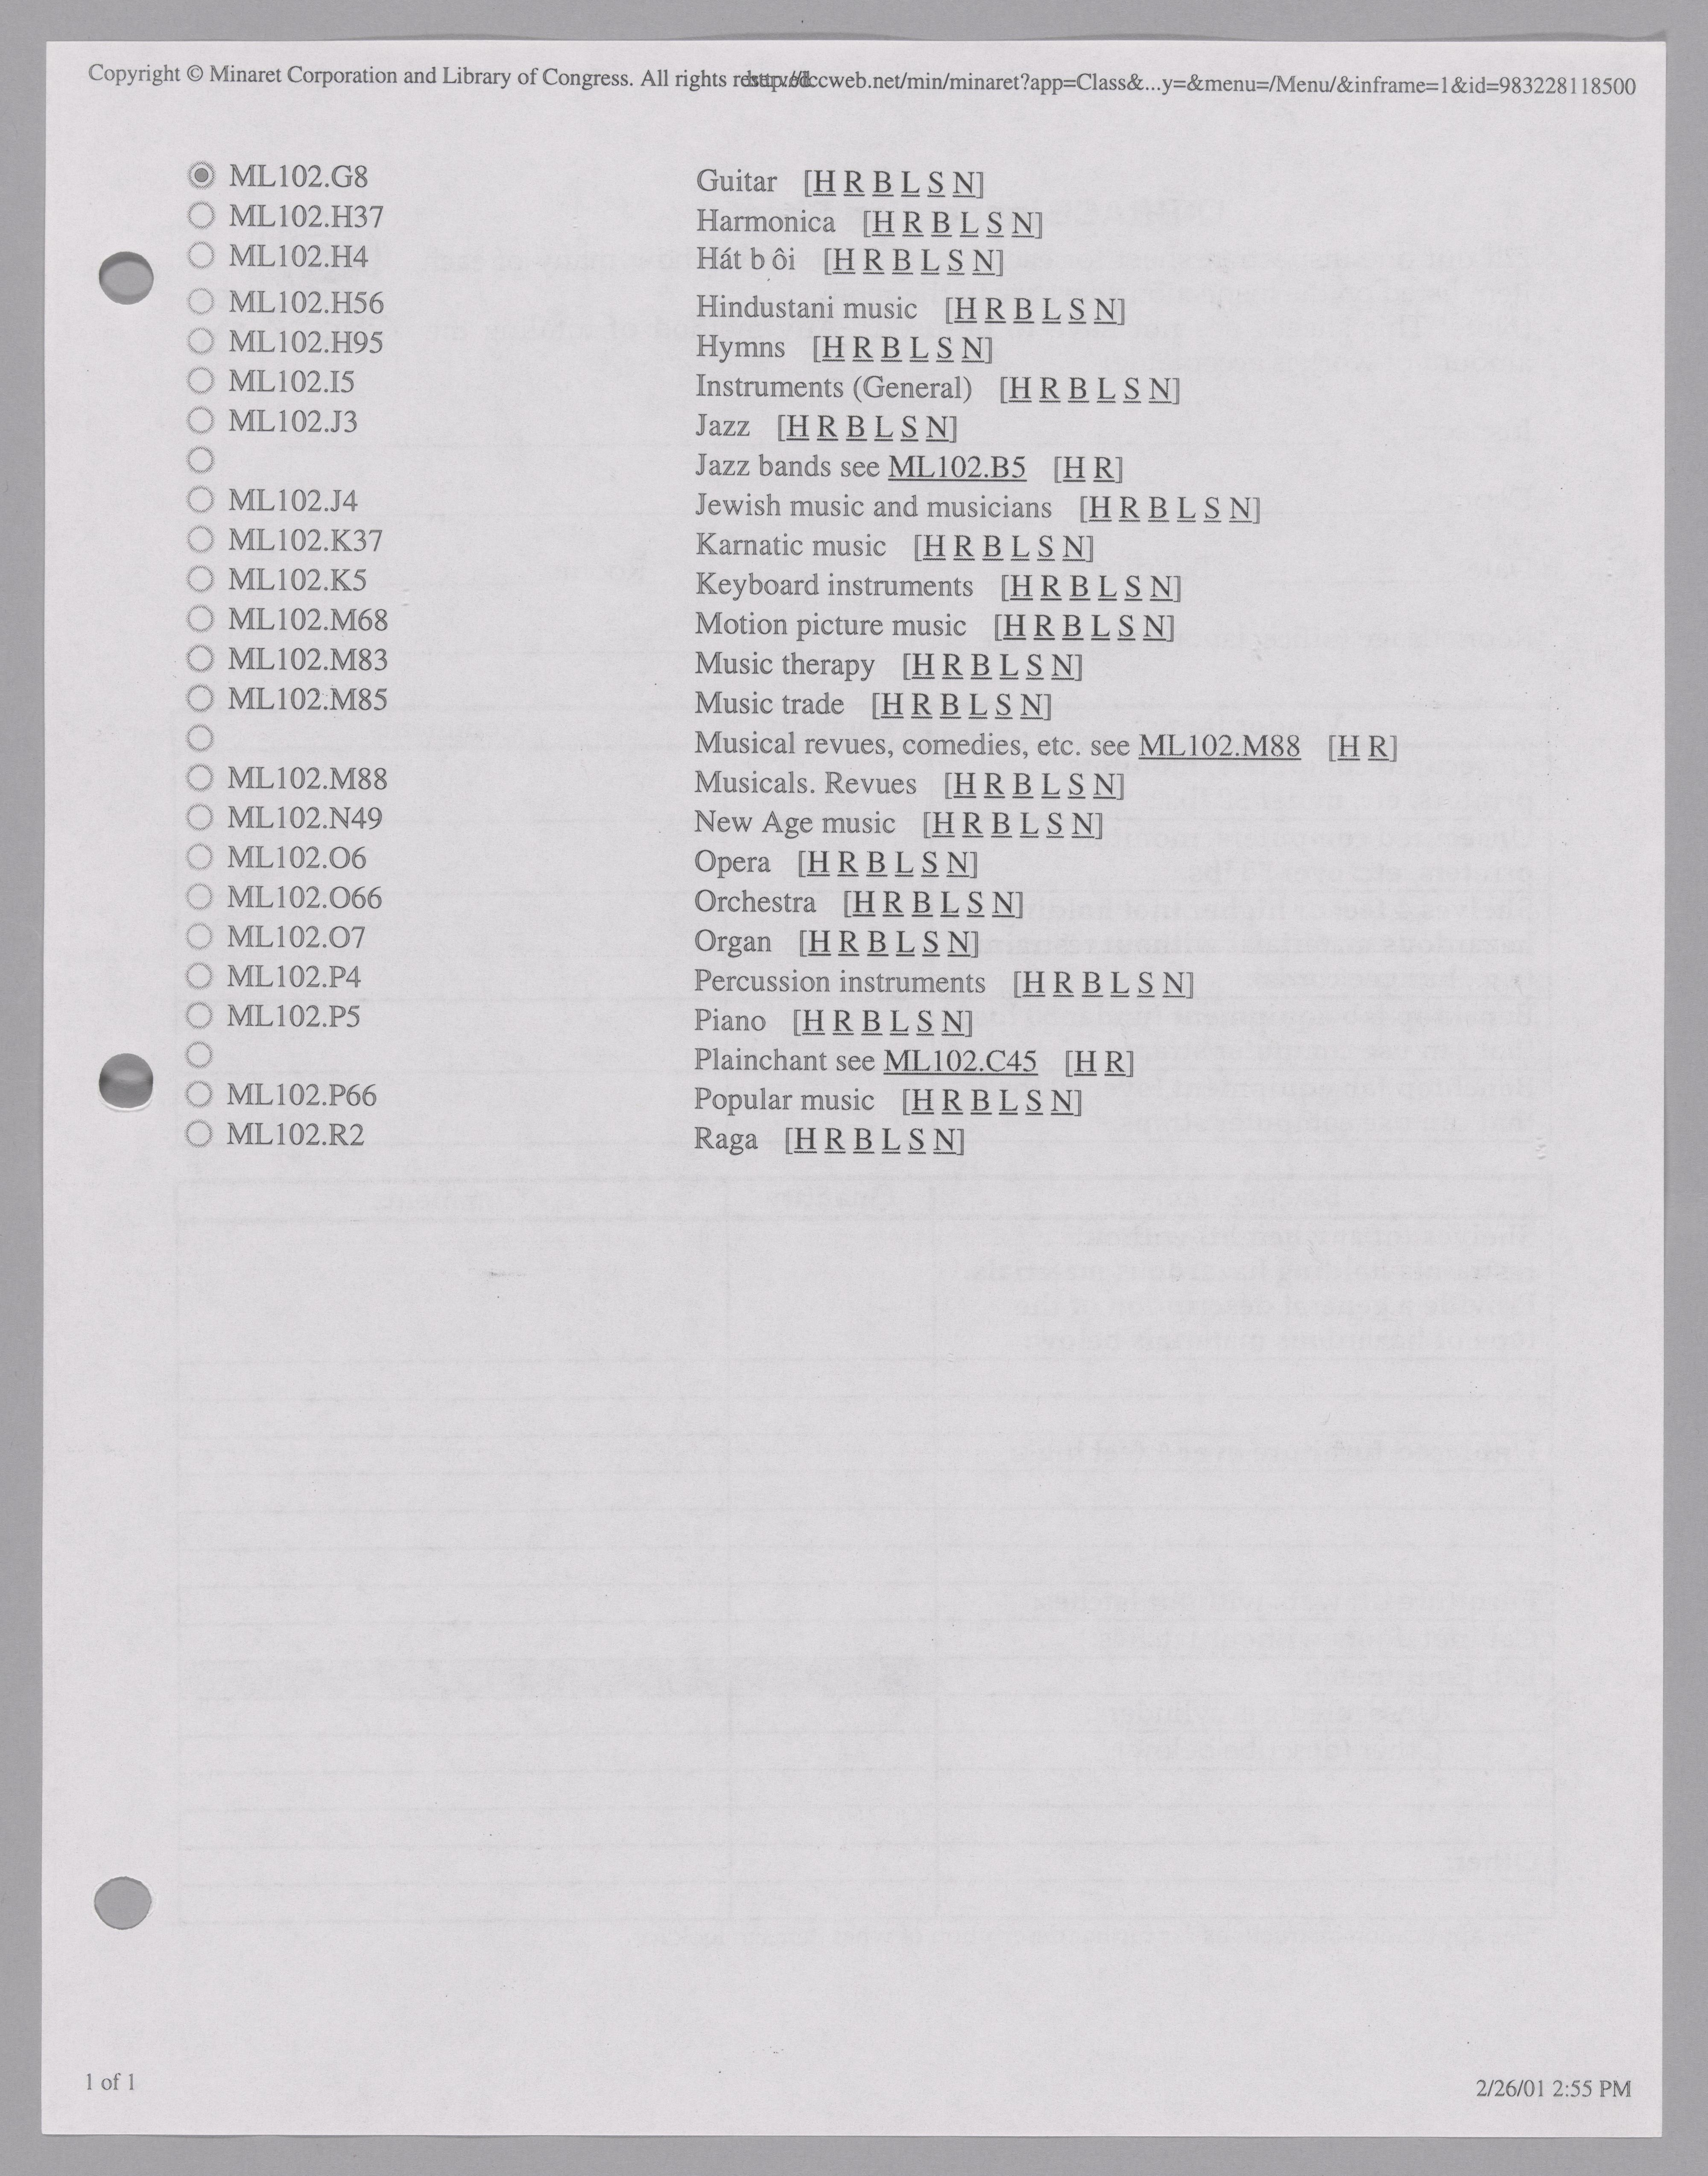 Copyright © Minaret Corporation and Library of Congress. All rights reserved. http://lccweb.net/min/minaret?app=Class&...y=&menu=/Menu/&inframe=1&id=983228118500
ML102.G8 Guitar [H R B L S N]
ML102.H37 Harmonica [H R B L S N]
ML102.H4 Hát b ôi [H R B L S N]
ML102.H56 Hindustani music [H R B L S N]
ML102.H95 Hymns [H R B L S N]
ML102.I5 Instruments (General) [H R B L S N]
ML102.J3 Jazz [H R B L S N]
Jazz bands see ML102.B5 [H R]
ML102.J4 Jewish music and musicians [H R B L S N]
ML102.K37 Karnatic music [H R B L S N]
ML102.K5 Keyboard instruments [H R B L S N]
ML102.M68 Motion picture music [H R B L S N]
ML102.M83 Music therapy [H R B L S N]
ML102.M85 Music trade [H R B L S N]
Musical revues, comedies, etc. see ML102.M88 [H R]
ML102.M88 Musicals. Revues [H R B L S N]
ML102.N49 New Age music [H R B L S N]
ML102.O6 Opera [H R B L S N]
ML102.O66 Orchestra [H R B L S N]
ML102.O7 Organ [H R B L S N]
ML102.P4 Percussion instruments [H R B L S N]
ML102.P5 Piano [H R B L S N]
Plainchant see ML102.C45 [H R]
ML102.P66 Popular music [H R B L S N]
ML102.R2 Raga [H R B L S N]
1 of 1 2/26/01 2:55 PM